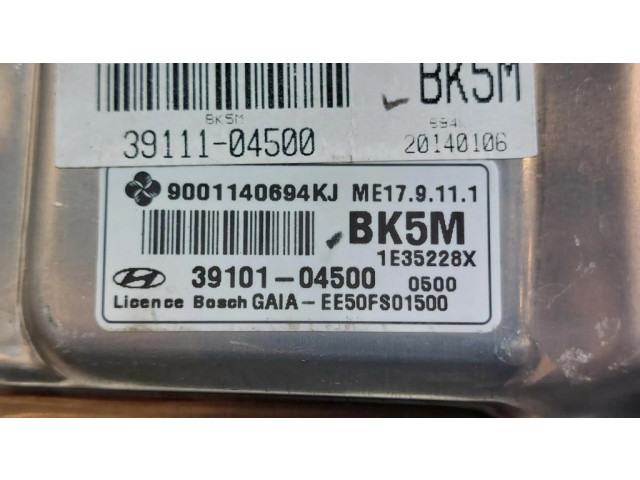 BK5M
BK5M
39111-04500
20140106
9001140694KJ ME17.9.11.1
BK5M
1E35228X
39101-04500 0500
Licence Bosch GAIA-EE50FS01500